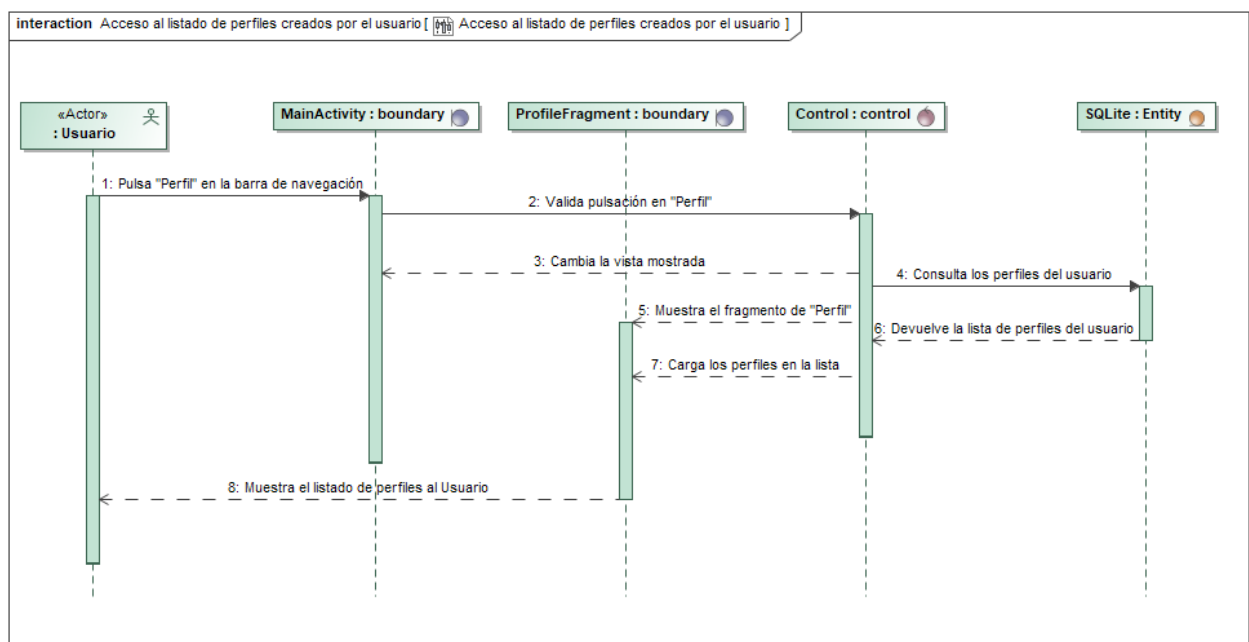 interaction Acceso al listado de perfiles creados por el usuario [ Acceso al listado de perfiles creados por el usuario ]
«Actor»
: Usuario
MainActivity : boundary
ProfileFragment : boundary
Control : control
SQLite : Entity
1: Pulsa "Perfil" en la barra de navegación
2: Valida pulsación en "Perfil"
3: Cambia la vista mostrada
4: Consulta los perfiles del usuario
5: Muestra el fragmento de "Perfil"
6: Devuelve la lista de perfiles del usuario
7: Carga los perfiles en la lista
8: Muestra el listado de perfiles al Usuario